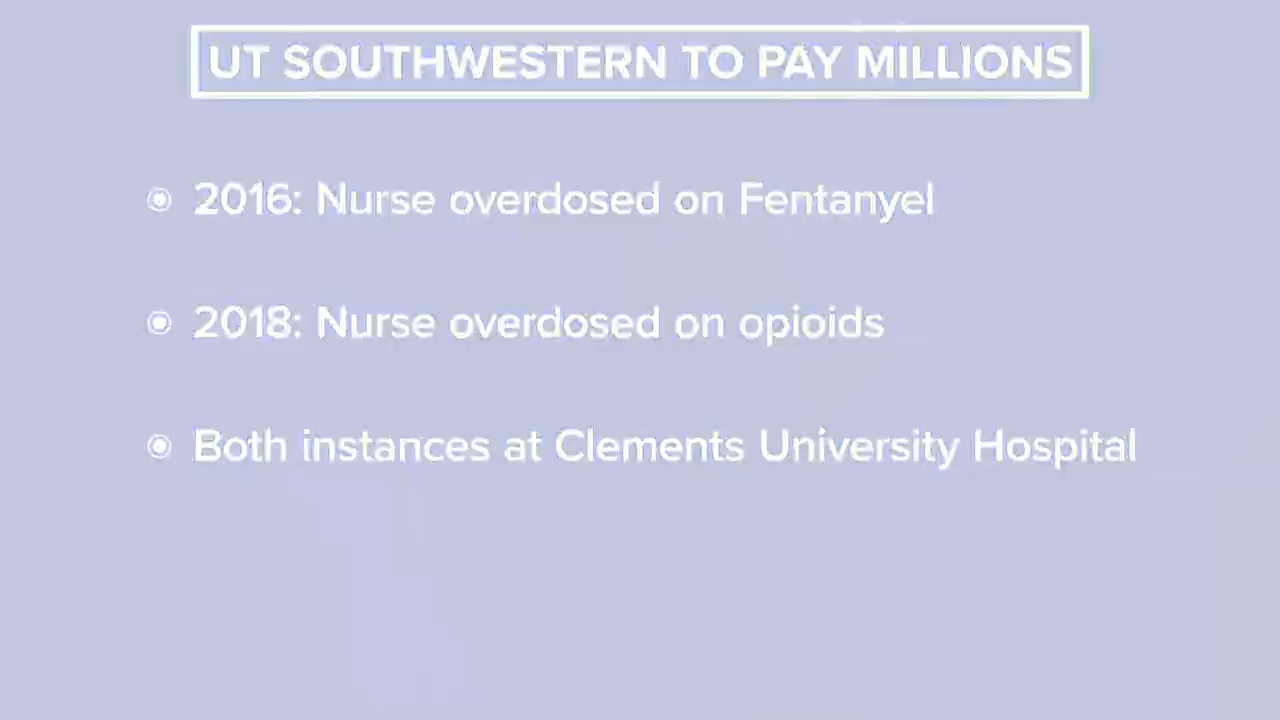 UT SOUTHWESTERN TO PAY MILLIONS
2016: Nurse overdosed on Fentanyel
2018: Nurse overdosed on opioids
Both instances at Clements University Hospital